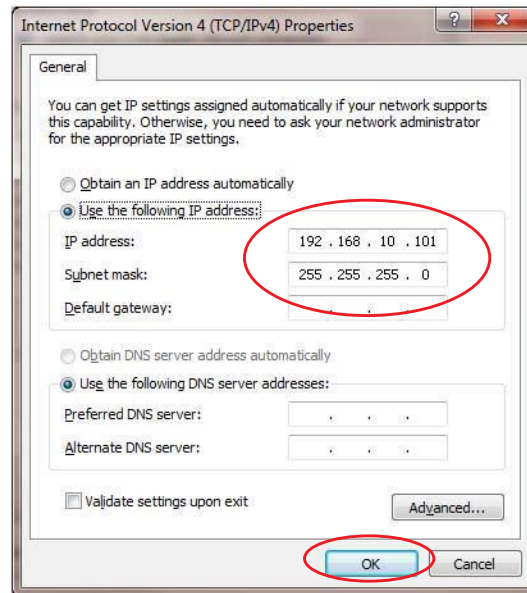 Internet Protocol Version 4 (TCP/IPv4) Properties
General
You can get IP settings assigned automatically if your network supports
this capability. Otherwise, you need to ask your network administrator
for the appropriate IP settings.
Obtain an IP address automatically
Use the following IP address:
IP address: 192 . 168 . 10 . 101
Subnet mask: 255 . 255 . 255 . 0
Default gateway: . . .
Obtain DNS server address automatically
Use the following DNS server addresses:
Preferred DNS server: . . .
Alternate DNS server: . . .
Validate settings upon exit
Advanced...
OK Cancel